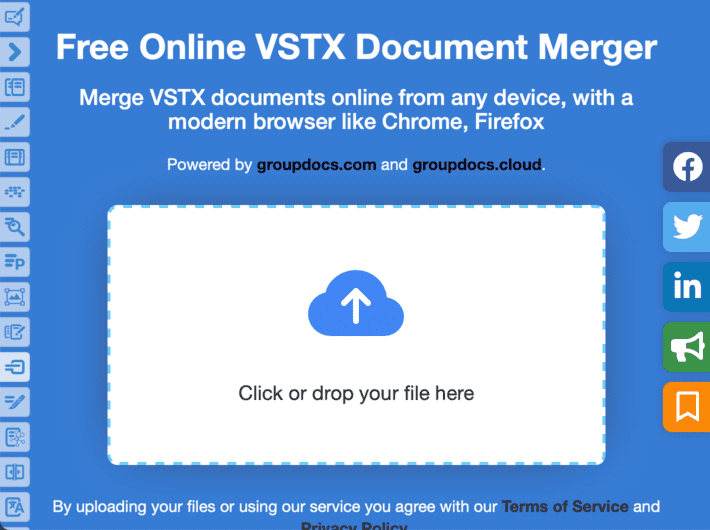 Free Online VSTX Document Merger
Merge VSTX documents online from any device, with a
modern browser like Chrome, Firefox
Powered by groupdocs.com and groupdocs.cloud.
Click or drop your file here
By uploading your files or using our service you agree with our Terms of Service and
Privacy Policy